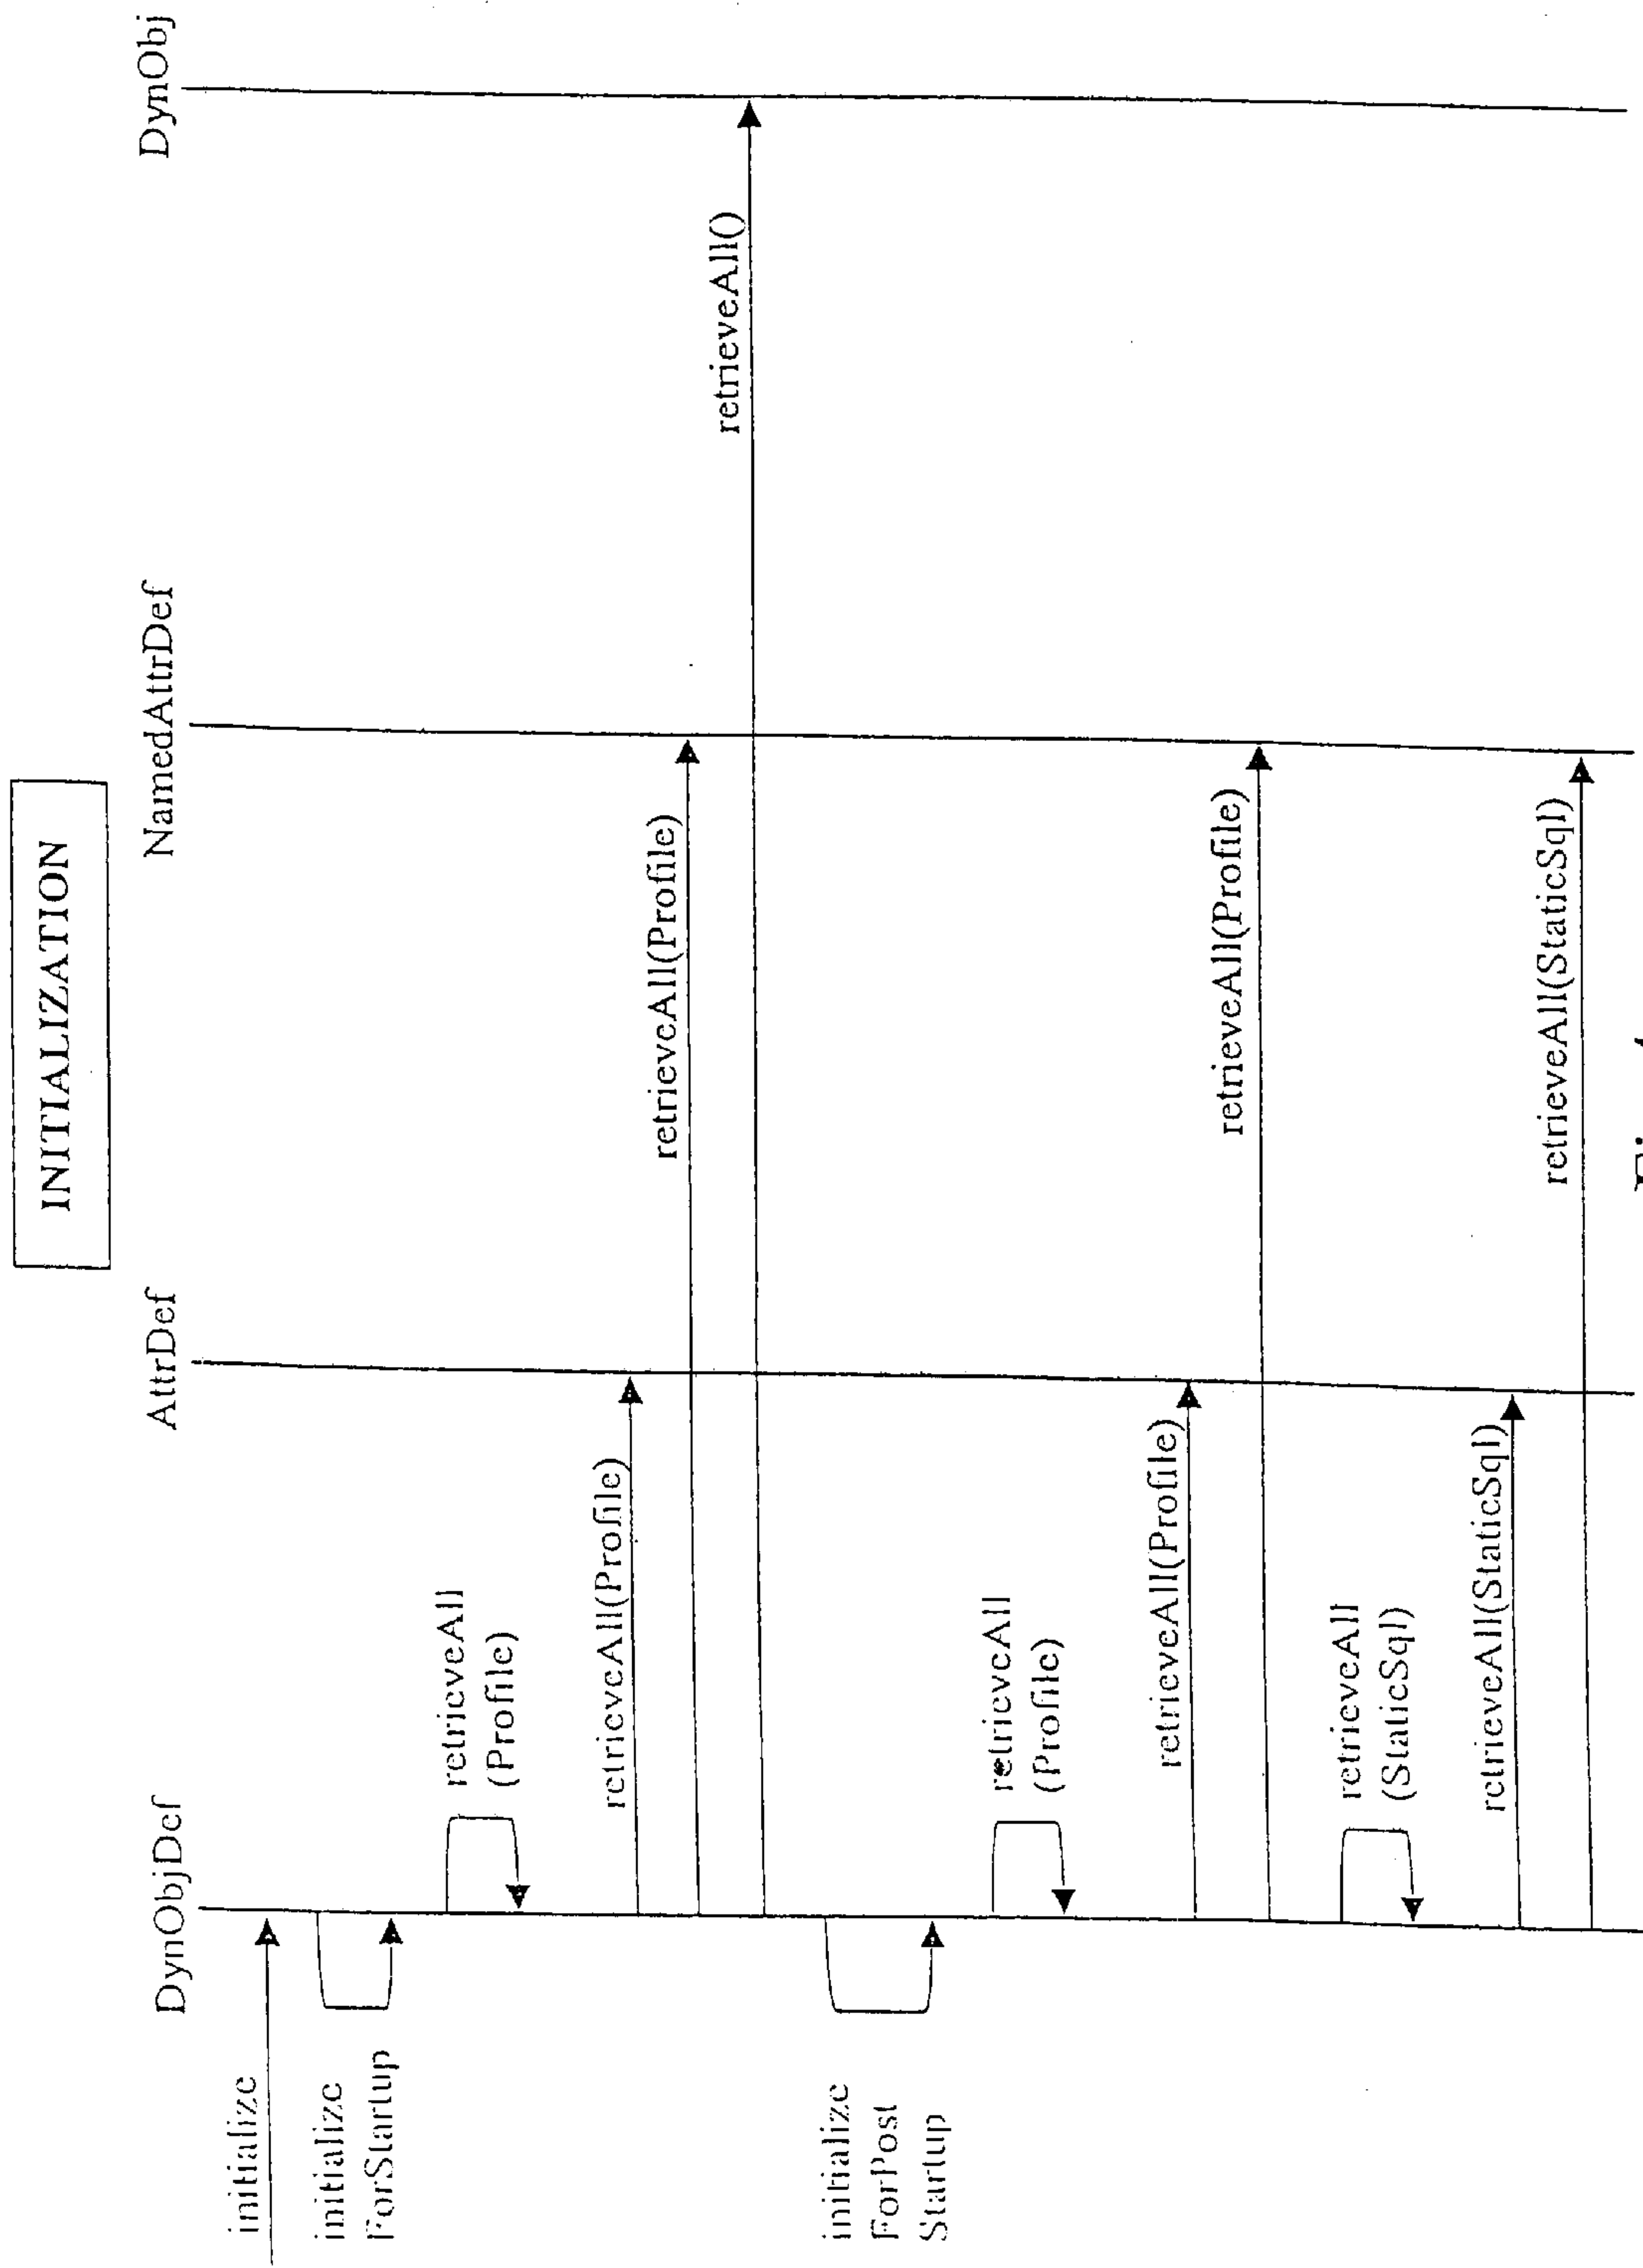 INITIALIZATION
DynObjDef
AttrDef
NamedAttrDef
DynObj
initialize
initialize
ForStartup
retrieveAll
(Profile)
retrieveAll(Profile)
retrieveAll(Profile)
retrieveAll()
initialize
ForPost
Startup
retrieveAll
(Profile)
retrieveAll(Profile)
retrieveAll(Profile)
retrieveAll
(StaticSql)
retrieveAll(StaticSql)
retrieveAll(StaticSql)